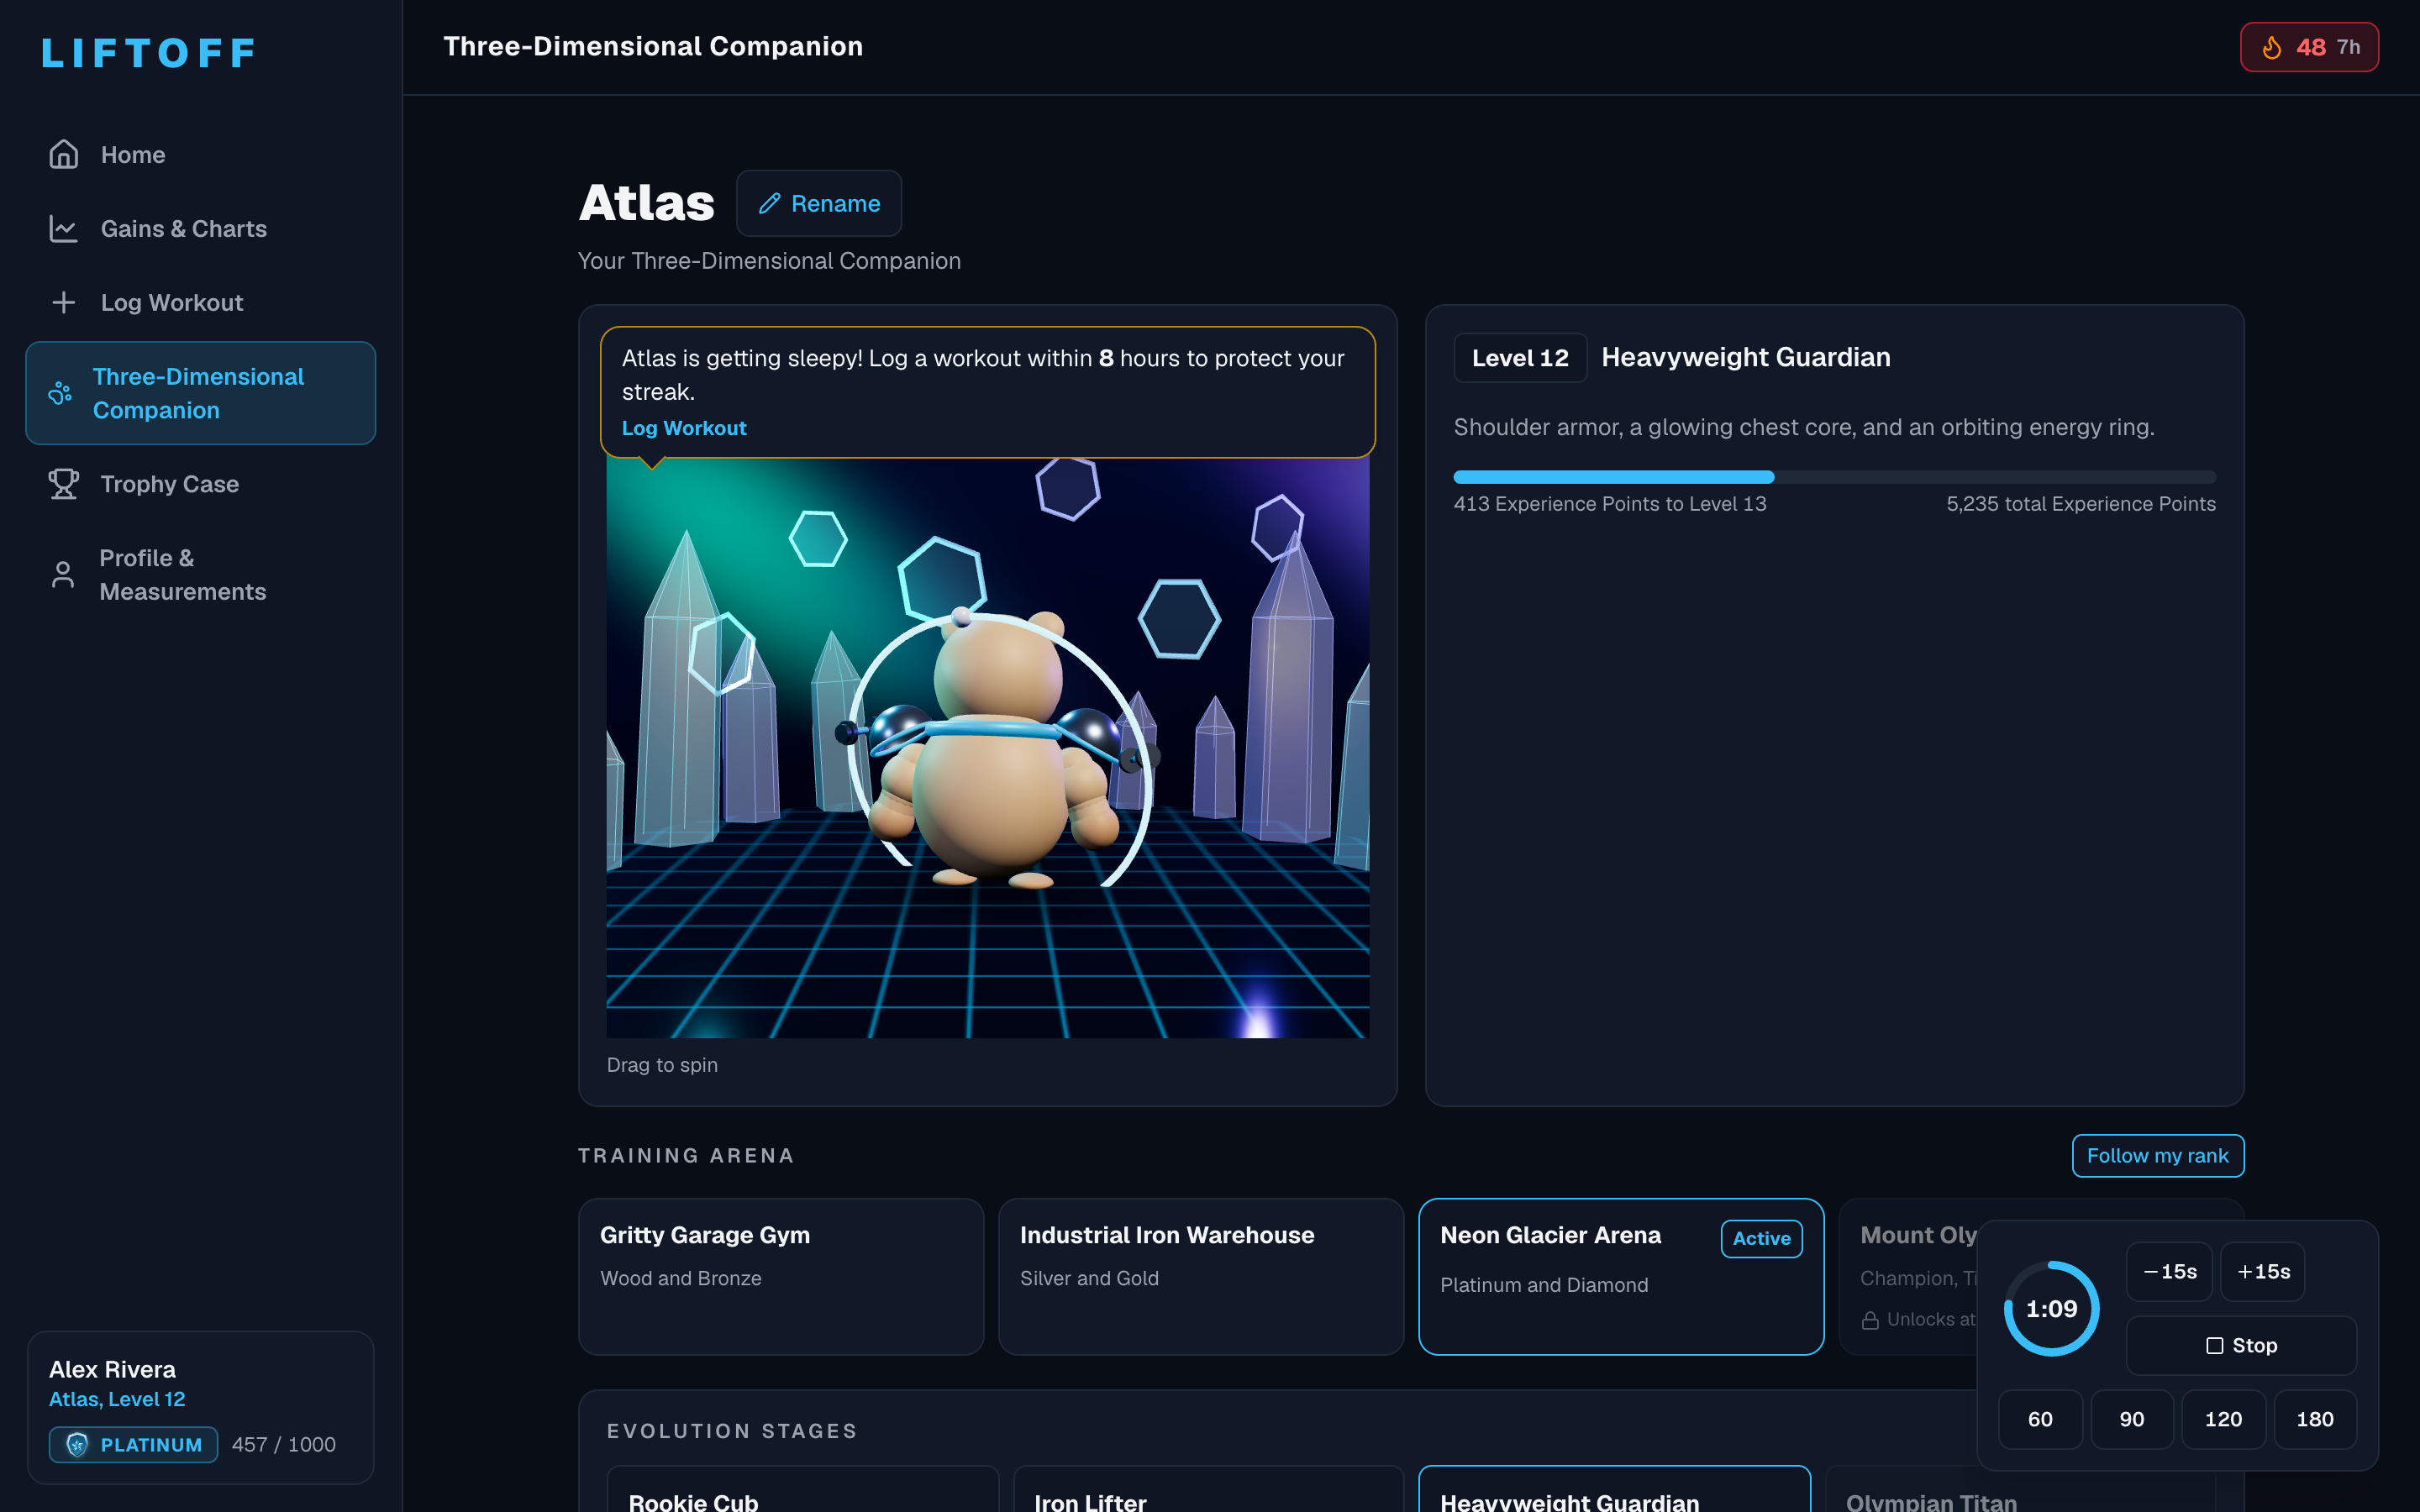 LIFTOFF
Home
Gains & Charts
Log Workout
Three-Dimensional
Companion
Trophy Case
Profile &
Measurements
Alex Rivera
Atlas, Level 12
PLATINUM 457 / 1000
Three-Dimensional Companion
48 7h
Atlas
Rename
Your Three-Dimensional Companion
Atlas is getting sleepy! Log a workout within 8 hours to protect your
streak.
Log Workout
Drag to spin
Level 12 Heavyweight Guardian
Shoulder armor, a glowing chest core, and an orbiting energy ring.
413 Experience Points to Level 13 5,235 total Experience Points
TRAINING ARENA
Follow my rank
Gritty Garage Gym
Wood and Bronze
Industrial Iron Warehouse
Silver and Gold
Neon Glacier Arena
Active
Platinum and Diamond
Mount Oly
Champion, Ti
Unlocks at
1:09
−15s +15s
Stop
60 90 120 180
EVOLUTION STAGES
Rookie Cub
Iron Lifter
Heavyweight Guardian
Olympian Titan